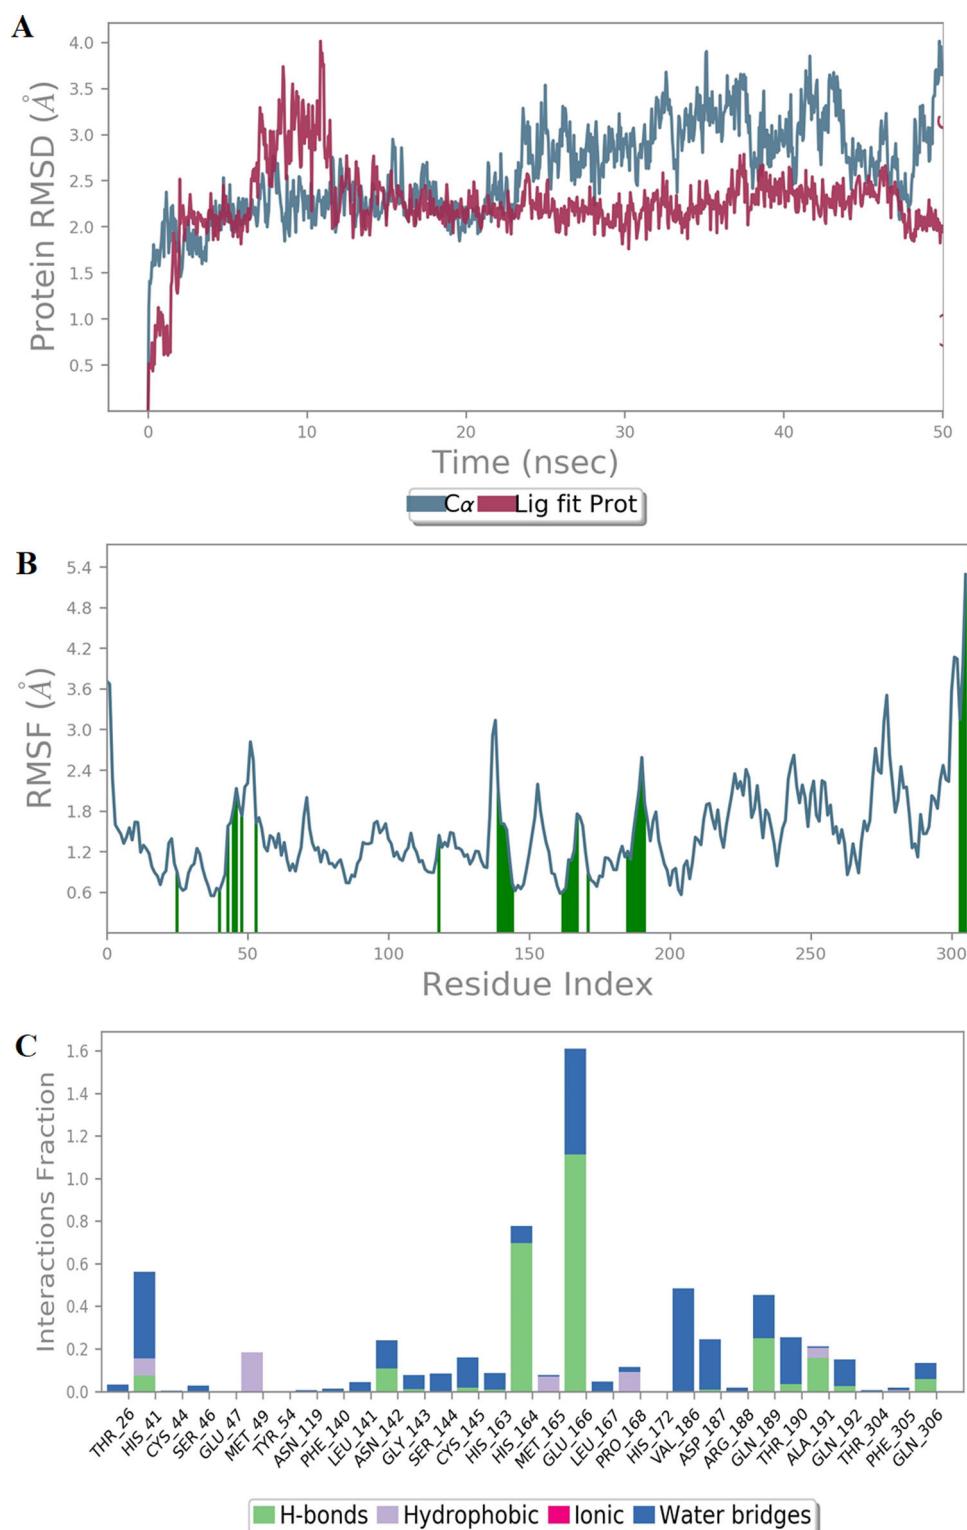 A
Protein RMSD (Å)
4.0
3.5
3.0
2.5
2.0
1.5
1.0
0.5
0 10 20 30 40 50
Time (nsec)
Cα Lig fit Prot
B
RMSF (Å)
5.4
4.8
4.2
3.6
3.0
2.4
1.8
1.2
0.6
0 50 100 150 200 250 300
Residue Index
C
Interactions Fraction
1.6
1.4
1.2
1.0
0.8
0.6
0.4
0.2
0.0
THR_26
HIS_41
CYS_44
SER_46
GLU_47
MET_49
TYR_54
ASN_119
PHE_140
LEU_141
ASN_142
GLY_143
SER_144
CYS_145
HIS_163
HIS_164
MET_165
GLU_166
LEU_167
PRO_168
HIS_172
VAL_186
ASP_187
ARG_188
GLN_189
THR_190
ALA_191
GLN_192
THR_304
PHE_305
GLN_306
H-bonds Hydrophobic Ionic Water bridges